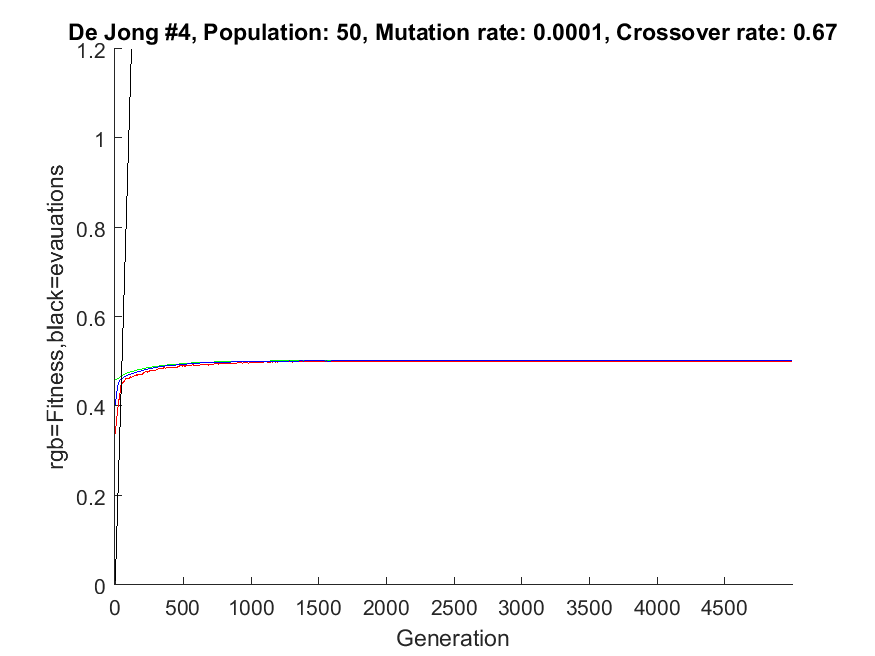 De Jong #4, Population: 50, Mutation rate: 0.0001, Crossover rate: 0.67
1.2
1
0.8
0.6
0.4
0.2
0
rgb=Fitness,black=evauations
0 500 1000 1500 2000 2500 3000 3500 4000 4500
Generation